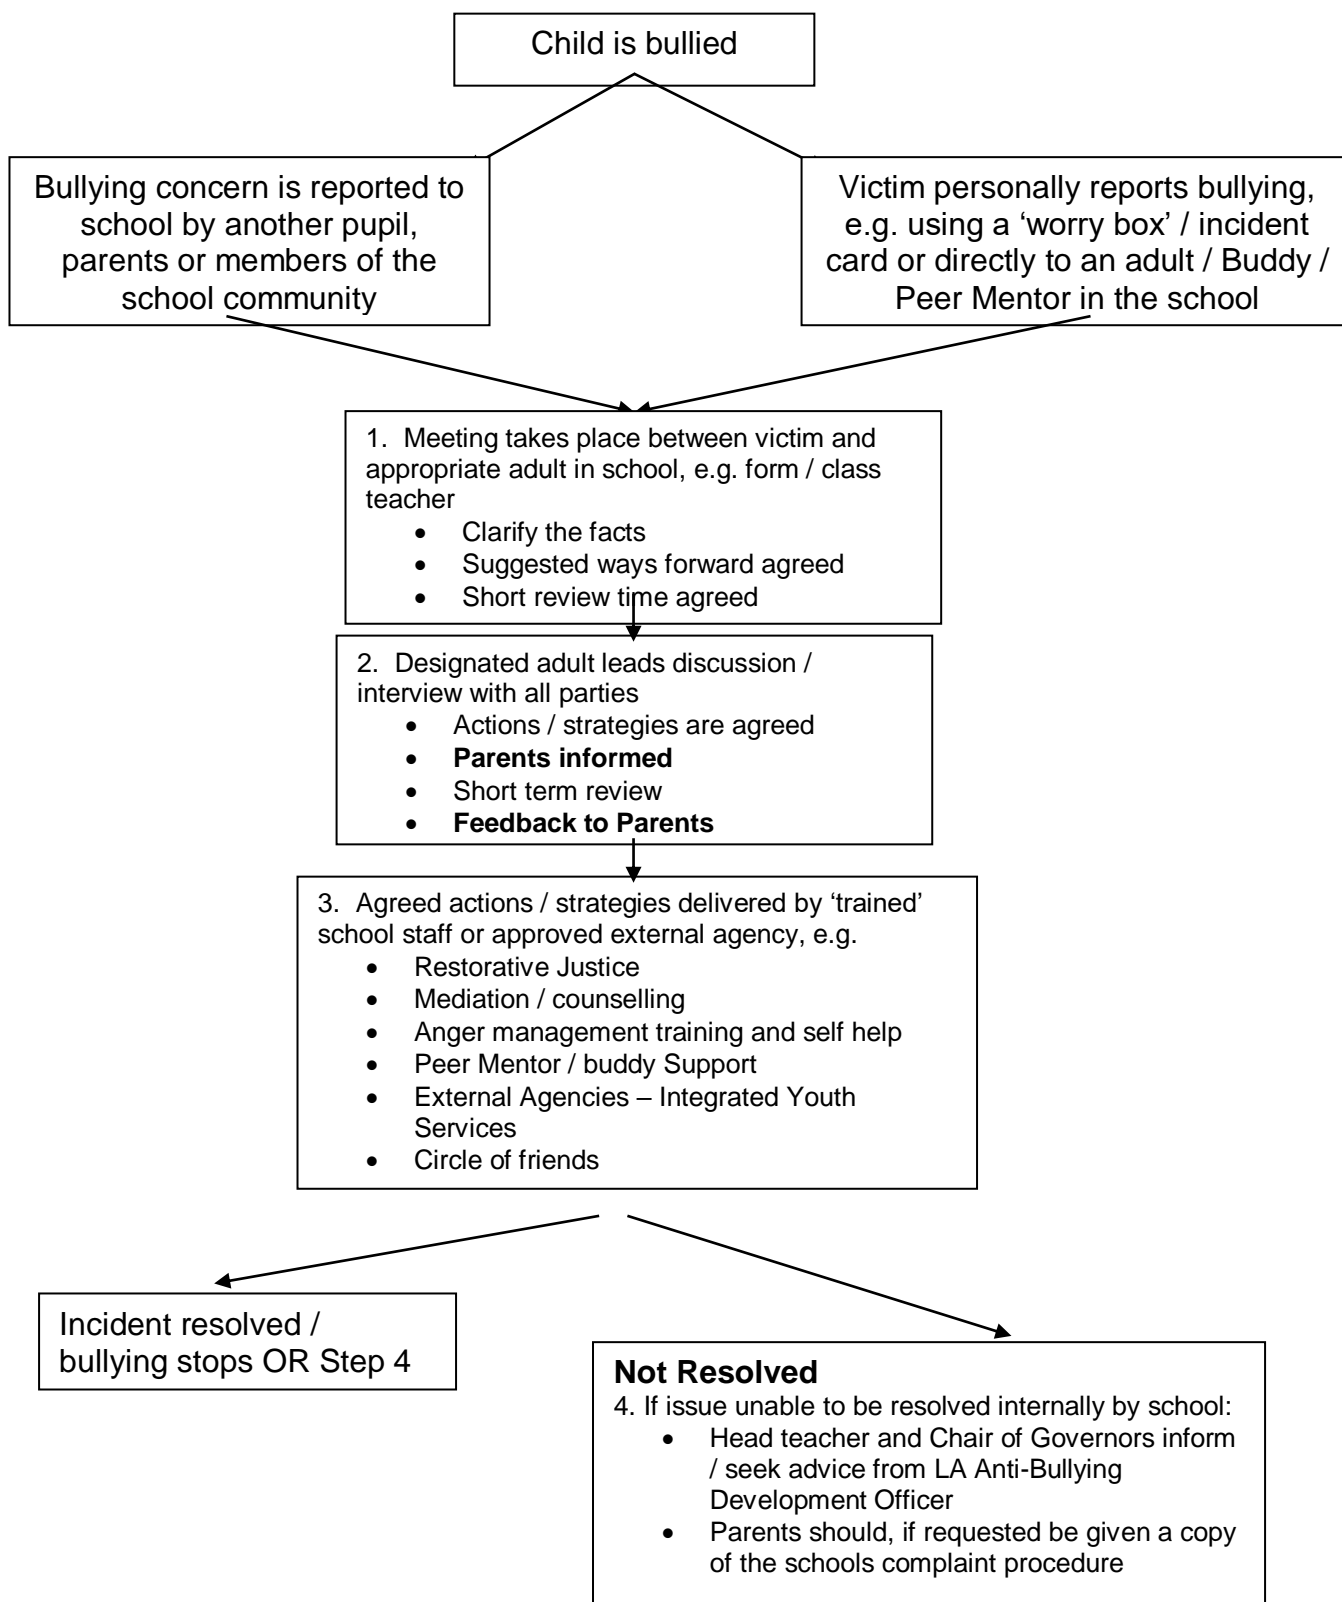 Child is bullied
Bullying concern is reported to
school by another pupil,
parents or members of the
school community
Victim personally reports bullying,
e.g. using a ‘worry box’ / incident
card or directly to an adult / Buddy /
Peer Mentor in the school
1. Meeting takes place between victim and
appropriate adult in school, e.g. form / class
teacher
• Clarify the facts
• Suggested ways forward agreed
• Short review time agreed
2. Designated adult leads discussion /
interview with all parties
• Actions / strategies are agreed
• Parents informed
• Short term review
• Feedback to Parents
3. Agreed actions / strategies delivered by ‘trained’
school staff or approved external agency, e.g.
• Restorative Justice
• Mediation / counselling
• Anger management training and self help
• Peer Mentor / buddy Support
• External Agencies – Integrated Youth
Services
• Circle of friends
Incident resolved /
bullying stops OR Step 4
Not Resolved
4. If issue unable to be resolved internally by school:
• Head teacher and Chair of Governors inform
/ seek advice from LA Anti-Bullying
Development Officer
• Parents should, if requested be given a copy
of the schools complaint procedure